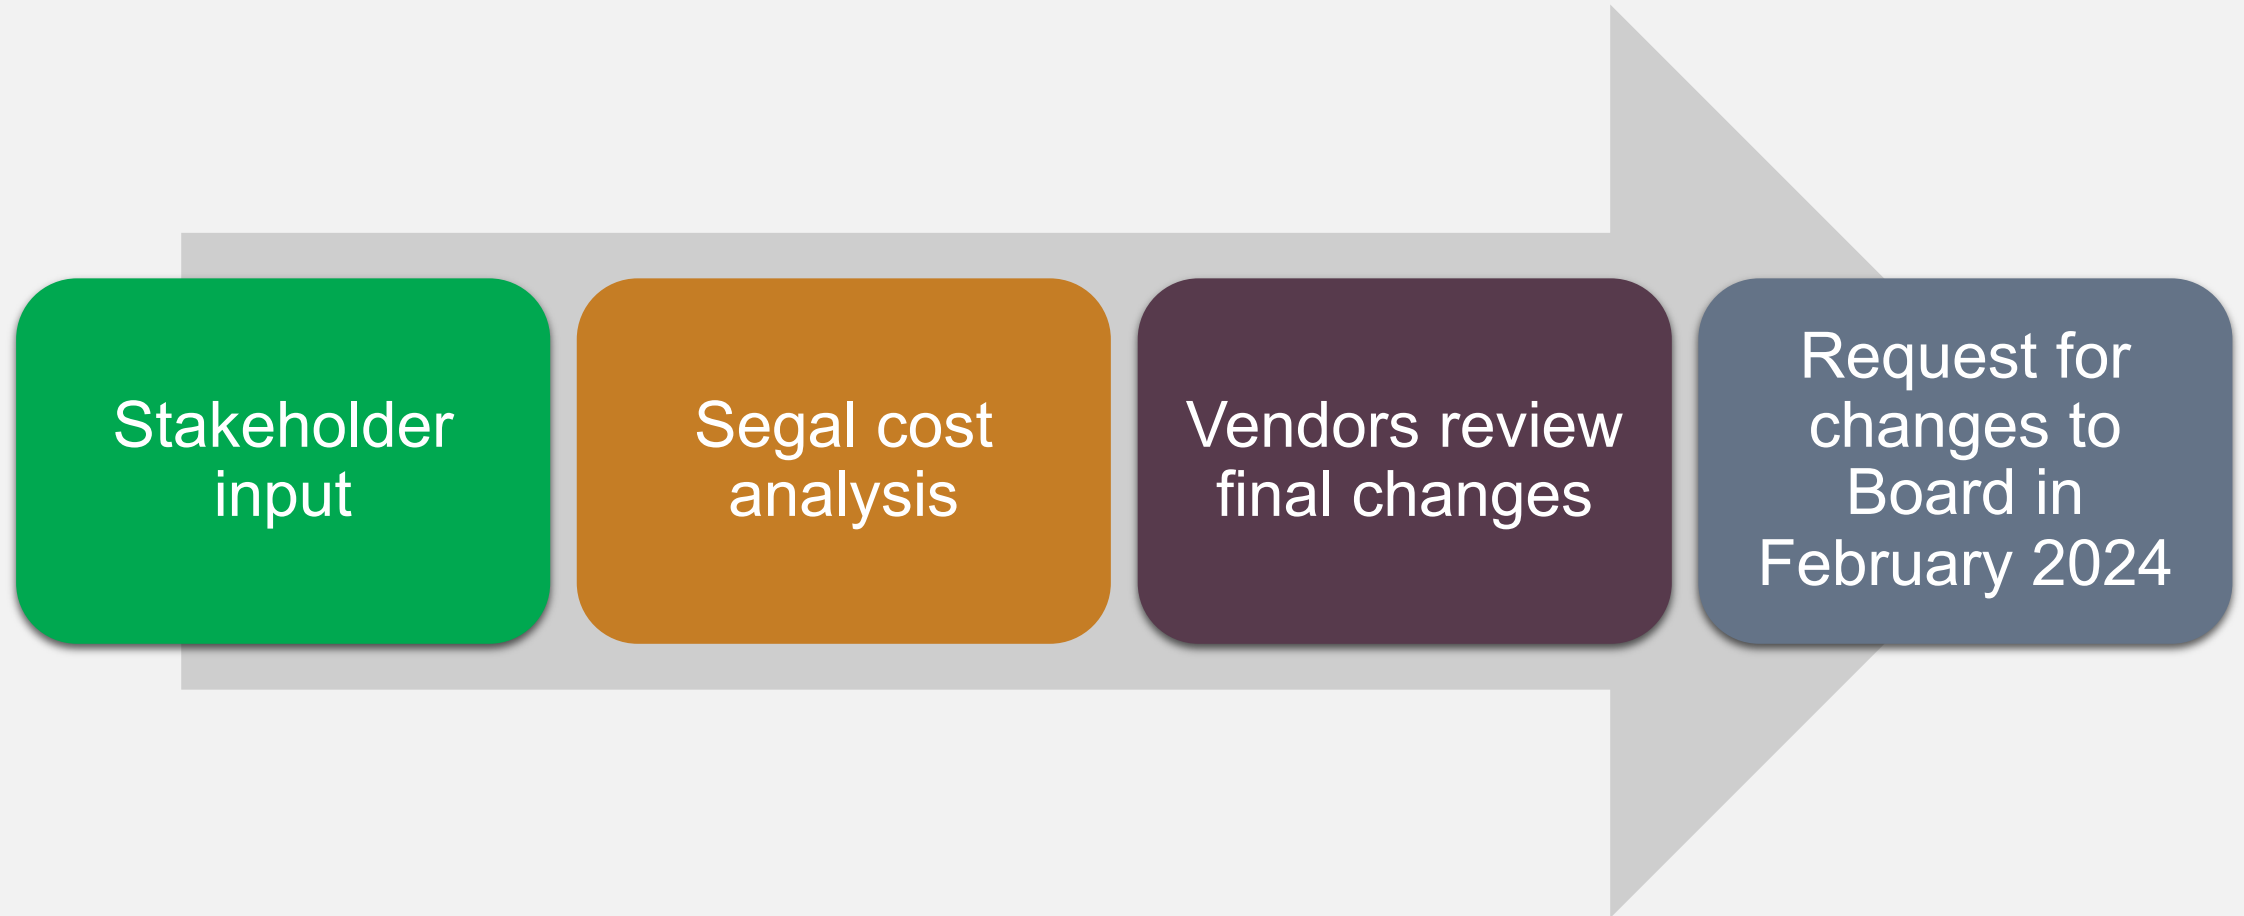 Stakeholder
input
Segal cost
analysis
Vendors review
final changes
Request for
changes to
Board in
February 2024